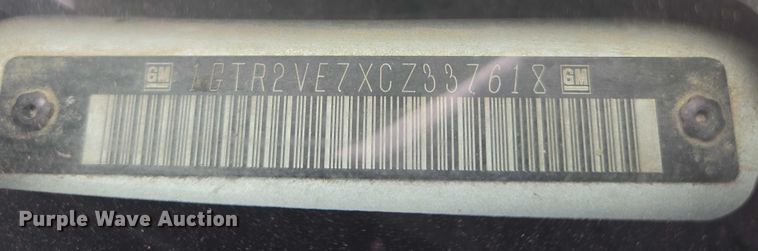 GM 1GTR2VE7XCZ337618 GM
Purple Wave Auction